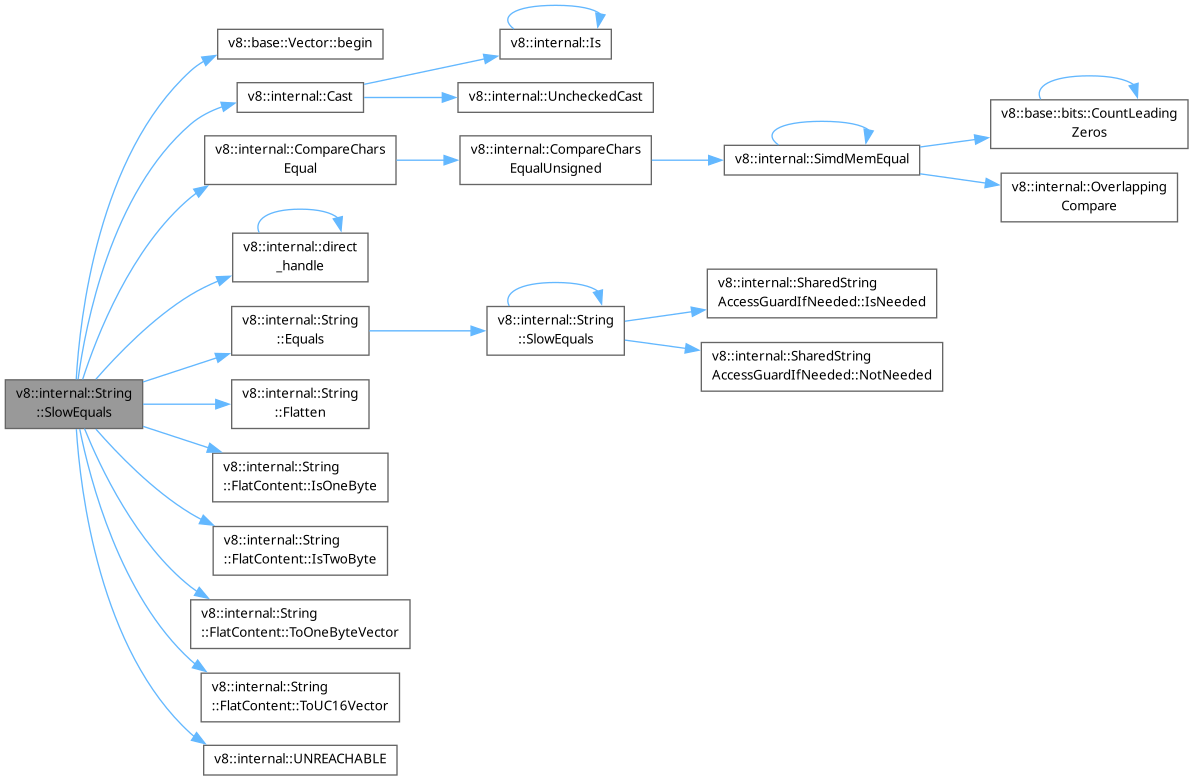 v8::internal::String
::SlowEquals
v8::base::Vector::begin
v8::internal::Cast
v8::internal::Is
v8::internal::UncheckedCast
v8::internal::CompareChars
Equal
v8::internal::CompareChars
EqualUnsigned
v8::internal::SimdMemEqual
v8::base::bits::CountLeading
Zeros
v8::internal::Overlapping
Compare
v8::internal::direct
_handle
v8::internal::String
::Equals
v8::internal::String
::SlowEquals
v8::internal::SharedString
AccessGuardIfNeeded::IsNeeded
v8::internal::SharedString
AccessGuardIfNeeded::NotNeeded
v8::internal::String
::Flatten
v8::internal::String
::FlatContent::IsOneByte
v8::internal::String
::FlatContent::IsTwoByte
v8::internal::String
::FlatContent::ToOneByteVector
v8::internal::String
::FlatContent::ToUC16Vector
v8::internal::UNREACHABLE